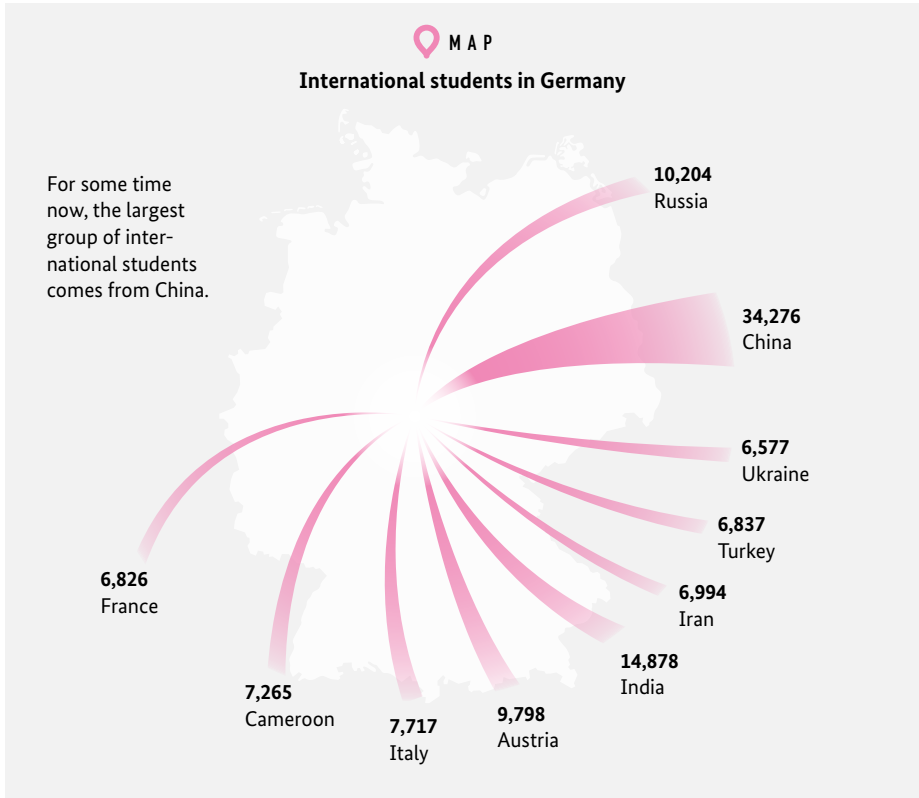 MAP
International students in Germany
For some time
now, the largest
group of inter-
national students
comes from China.
10,204
Russia
34,276
China
6,577
Ukraine
6,837
Turkey
6,994
Iran
14,878
India
9,798
Austria
7,717
Italy
7,265
Cameroon
6,826
France